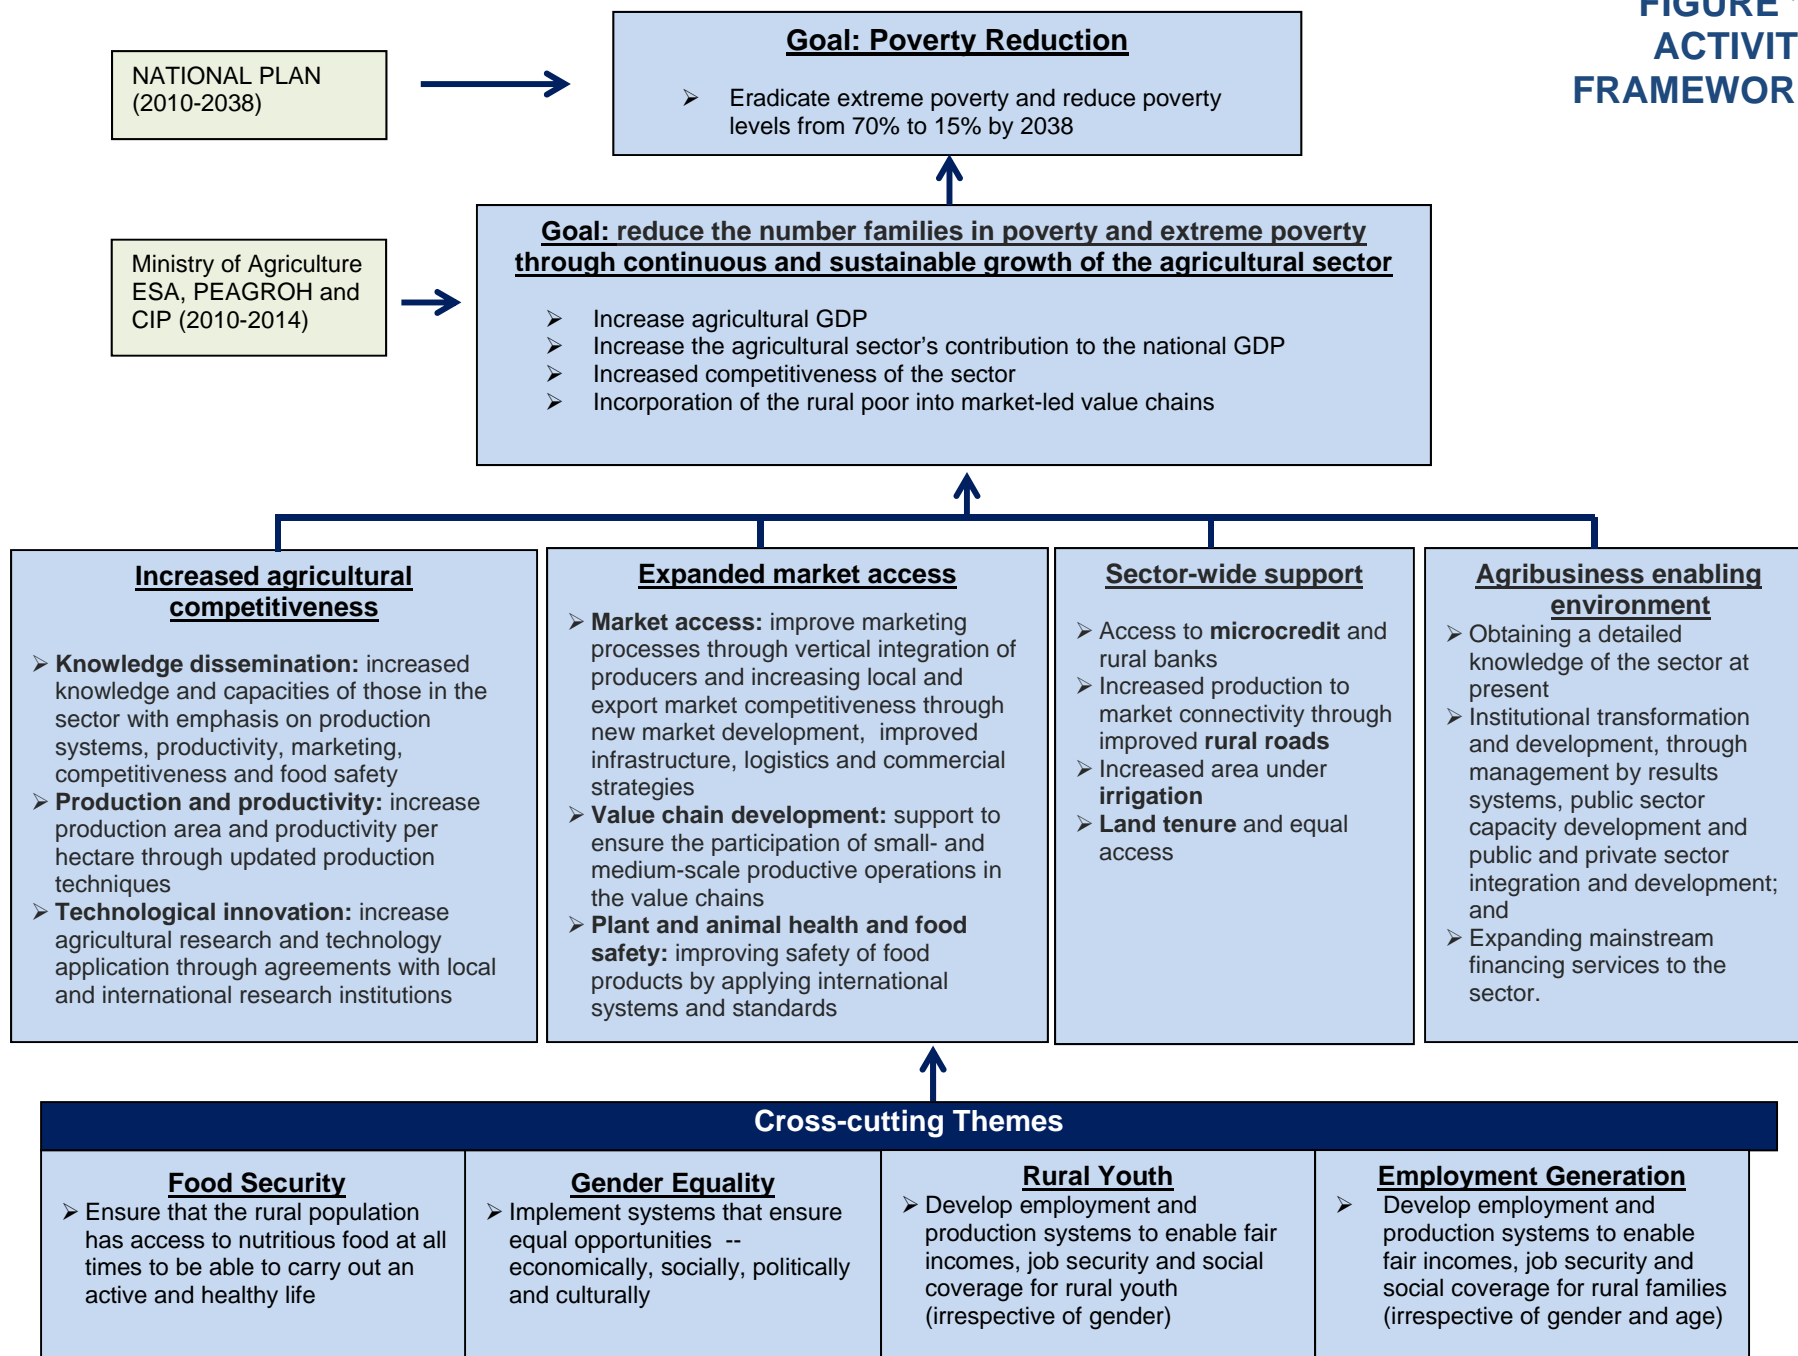 FIGURE
ACTIVIT
FRAMEWOR
Goal: Poverty Reduction
➢ Eradicate extreme poverty and reduce poverty
levels from 70% to 15% by 2038
NATIONAL PLAN
(2010-2038)
Goal: reduce the number families in poverty and extreme poverty
through continuous and sustainable growth of the agricultural sector
➢ Increase agricultural GDP
➢ Increase the agricultural sector’s contribution to the national GDP
➢ Increased competitiveness of the sector
➢ Incorporation of the rural poor into market-led value chains
Ministry of Agriculture
ESA, PEAGROH and
CIP (2010-2014)
Increased agricultural
competitiveness
➢ Knowledge dissemination: increased
knowledge and capacities of those in the
sector with emphasis on production
systems, productivity, marketing,
competitiveness and food safety
➢ Production and productivity: increase
production area and productivity per
hectare through updated production
techniques
➢ Technological innovation: increase
agricultural research and technology
application through agreements with local
and international research institutions
Expanded market access
➢ Market access: improve marketing
processes through vertical integration of
producers and increasing local and
export market competitiveness through
new market development, improved
infrastructure, logistics and commercial
strategies
➢ Value chain development: support to
ensure the participation of small- and
medium-scale productive operations in
the value chains
➢ Plant and animal health and food
safety: improving safety of food
products by applying international
systems and standards
Sector-wide support
➢ Access to microcredit and
rural banks
➢ Increased production to
market connectivity through
improved rural roads
➢ Increased area under
irrigation
➢ Land tenure and equal
access
Agribusiness enabling
environment
➢ Obtaining a detailed
knowledge of the sector at
present
➢ Institutional transformation
and development, through
management by results
systems, public sector
capacity development and
public and private sector
integration and development;
and
➢ Expanding mainstream
financing services to the
sector.
Cross-cutting Themes
Food Security
➢ Ensure that the rural population
has access to nutritious food at all
times to be able to carry out an
active and healthy life
Gender Equality
➢ Implement systems that ensure
equal opportunities --
economically, socially, politically
and culturally
Rural Youth
➢ Develop employment and
production systems to enable fair
incomes, job security and social
coverage for rural youth
(irrespective of gender)
Employment Generation
➢ Develop employment and
production systems to enable
fair incomes, job security and
social coverage for rural families
(irrespective of gender and age)